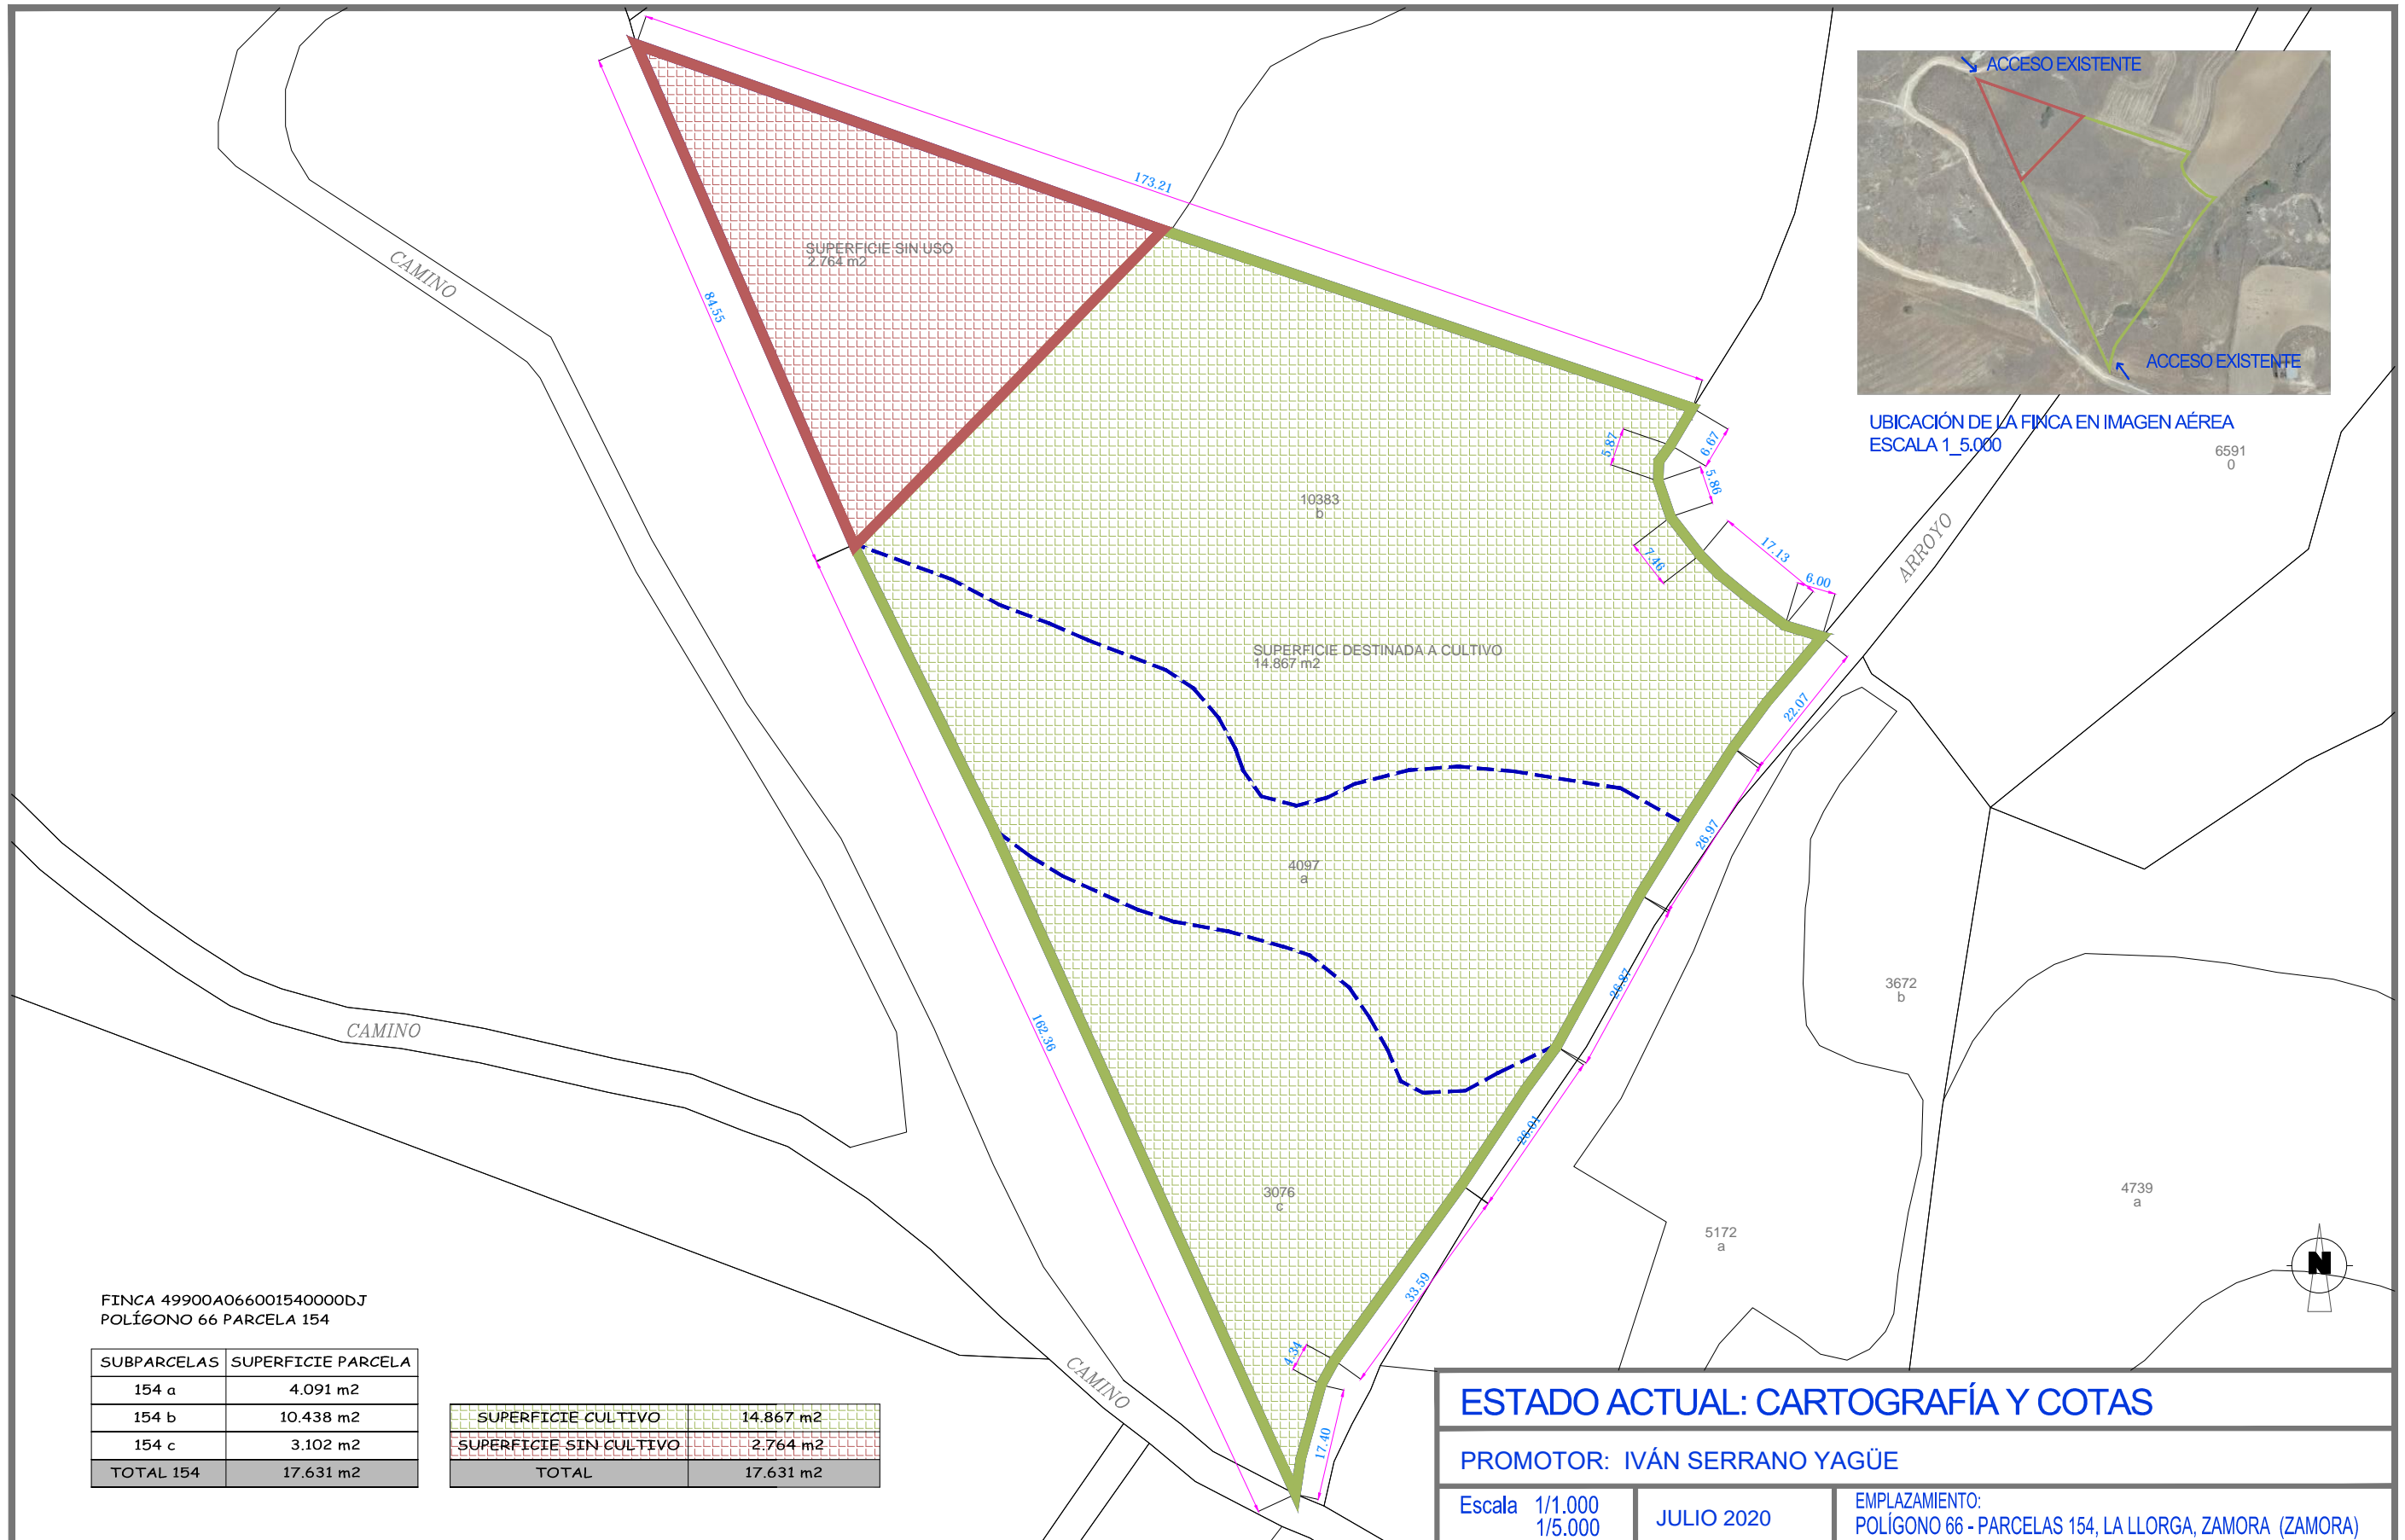 ACCESO EXISTENTE
173.21
84.55
SUPERFICIE SIN USO
2.764 m2
CAMINO
ACCESO EXISTENTE
UBICACIÓN DE LA FINCA EN IMAGEN AÉREA
ESCALA 1_5.000
6591
0
5.87
6.67
5.86
10383
b
7.46
17.13
6.00
ARROYO
SUPERFICIE DESTINADA A CULTIVO
14.867 m2
22.07
26.97
4097
a
26.87
3672
b
162.36
CAMINO
26.01
3076
c
4739
a
5172
a
N
33.59
4.34
CAMINO
17.40
FINCA 49900A066001540000DJ
POLÍGONO 66 PARCELA 154
SUBPARCELAS SUPERFICIE PARCELA
154 a 4.091 m2
154 b 10.438 m2
154 c 3.102 m2
TOTAL 154 17.631 m2
SUPERFICIE CULTIVO 14.867 m2
SUPERFICIE SIN CULTIVO 2.764 m2
TOTAL 17.631 m2
ESTADO ACTUAL: CARTOGRAFÍA Y COTAS
PROMOTOR: IVÁN SERRANO YAGÜE
Escala 1/1.000
1/5.000
JULIO 2020
EMPLAZAMIENTO:
POLÍGONO 66 - PARCELAS 154, LA LLORGA, ZAMORA (ZAMORA)